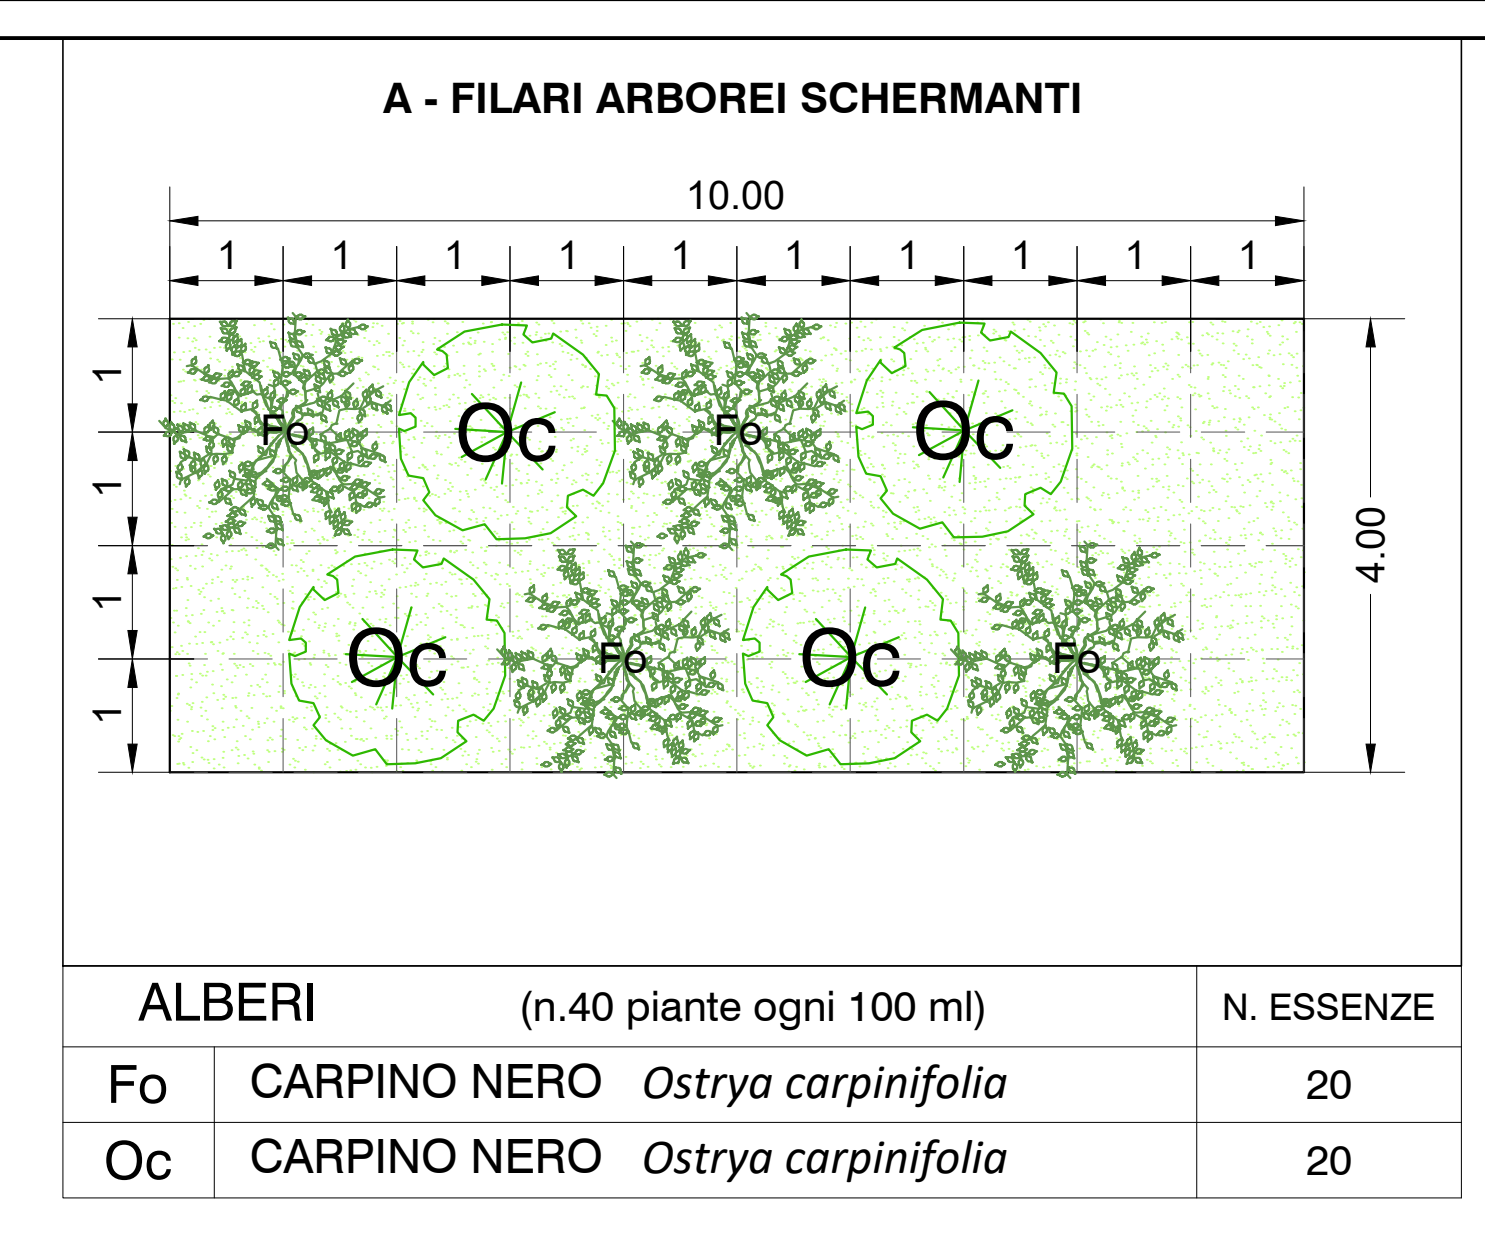 A - FILARI ARBOREI SCHERMANTI
10.00
1 1 1 1 1 1 1 1 1 1
1
1
1
1
4.00
Fo Oc Fo Oc
Oc Fo Oc Fo
ALBERI (n.40 piante ogni 100 ml) N. ESSENZE
Fo CARPINO NERO Ostrya carpinifolia 20
Oc CARPINO NERO Ostrya carpinifolia 20